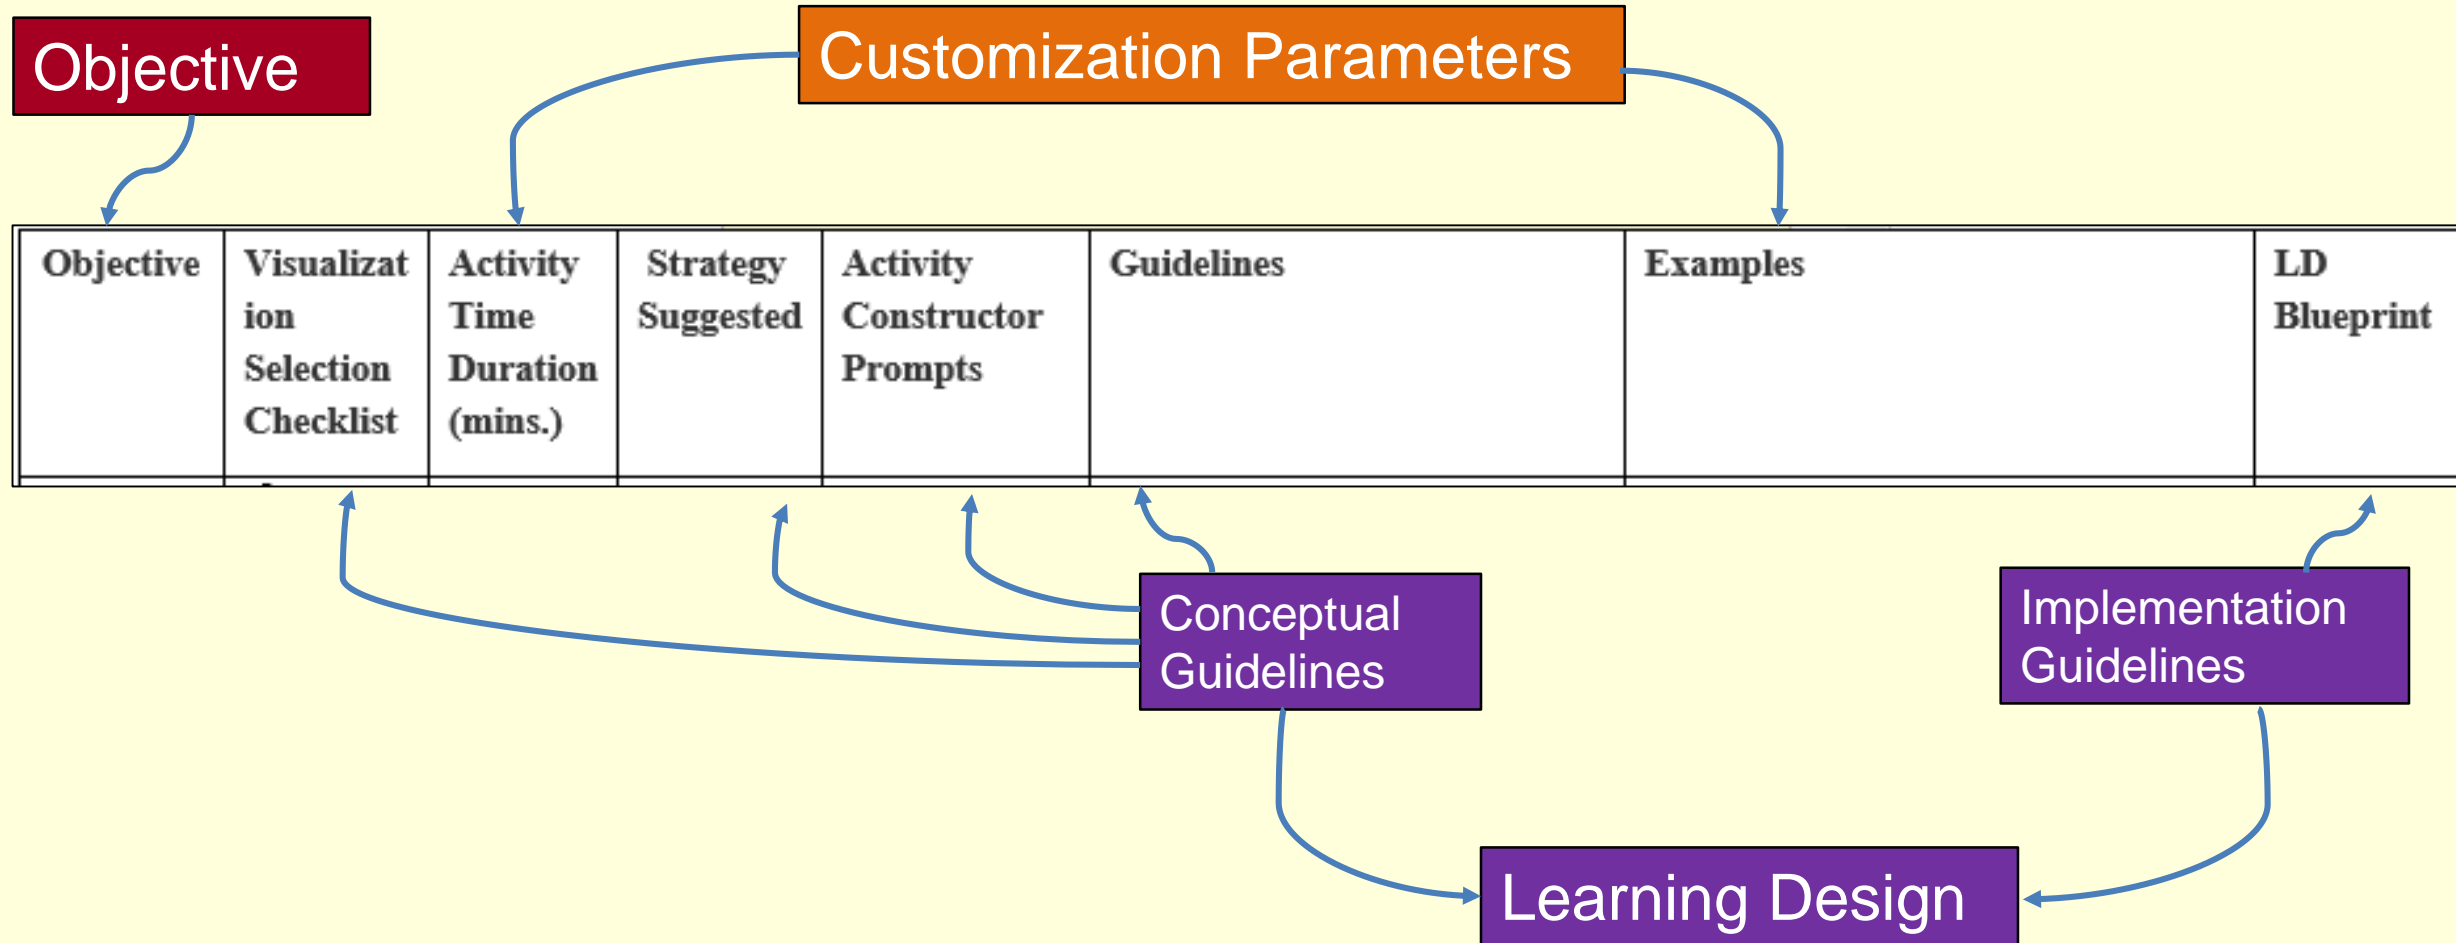 Objective
Customization Parameters
Objective
Visualizat
ion
Selection
Checklist
Activity
Time
Duration
(mins.)
Strategy
Suggested
Activity
Constructor
Prompts
Guidelines
Examples
LD
Blueprint
Conceptual
Guidelines
Implementation
Guidelines
Learning Design